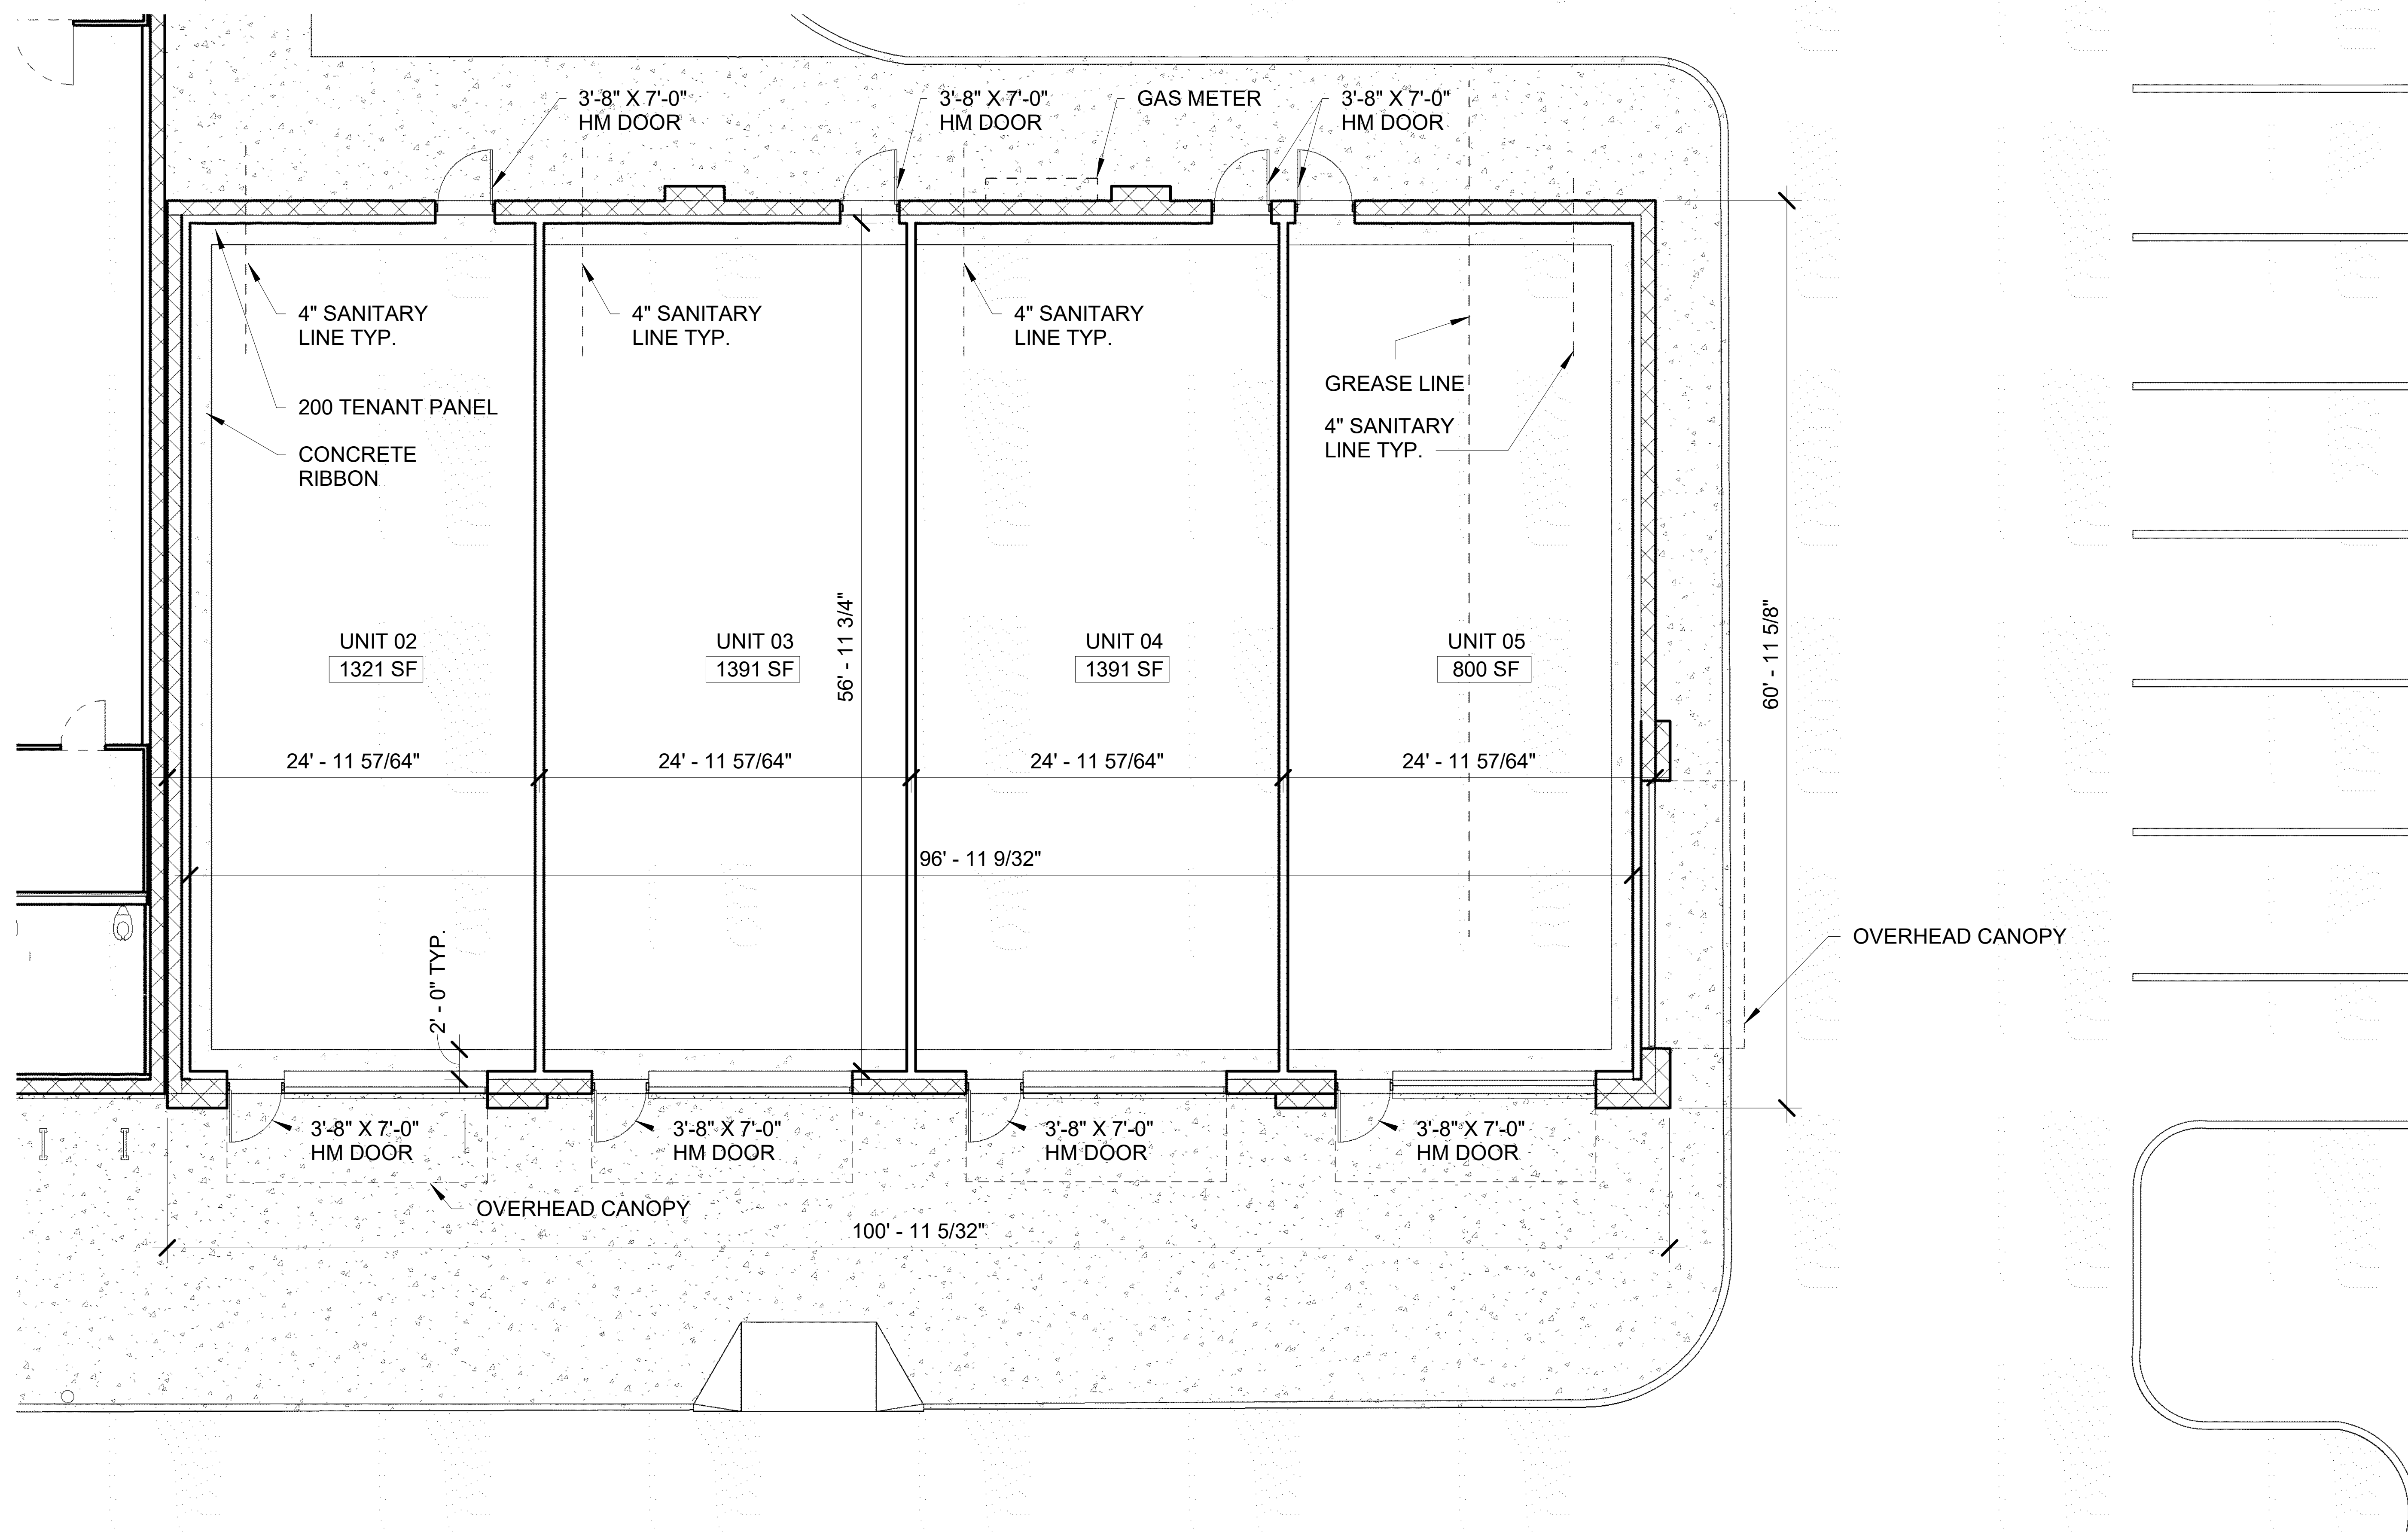 3'-8" X 7'-0"
HM DOOR
3'-8" X 7'-0"
HM DOOR
GAS METER
3'-8" X 7'-0"
HM DOOR
4" SANITARY
LINE TYP.
4" SANITARY
LINE TYP.
4" SANITARY
LINE TYP.
GREASE LINE
200 TENANT PANEL
4" SANITARY
LINE TYP.
CONCRETE
RIBBON
UNIT 02
1321 SF
UNIT 03
1391 SF
56' - 11 3/4"
UNIT 04
1391 SF
UNIT 05
800 SF
60' - 11 5/8"
24' - 11 57/64"
24' - 11 57/64"
24' - 11 57/64"
24' - 11 57/64"
96' - 11 9/32"
2' - 0" TYP.
OVERHEAD CANOPY
3'-8" X 7'-0"
HM DOOR
3'-8" X 7'-0"
HM DOOR
3'-8" X 7'-0"
HM DOOR
3'-8" X 7'-0"
HM DOOR
OVERHEAD CANOPY
100' - 11 5/32"